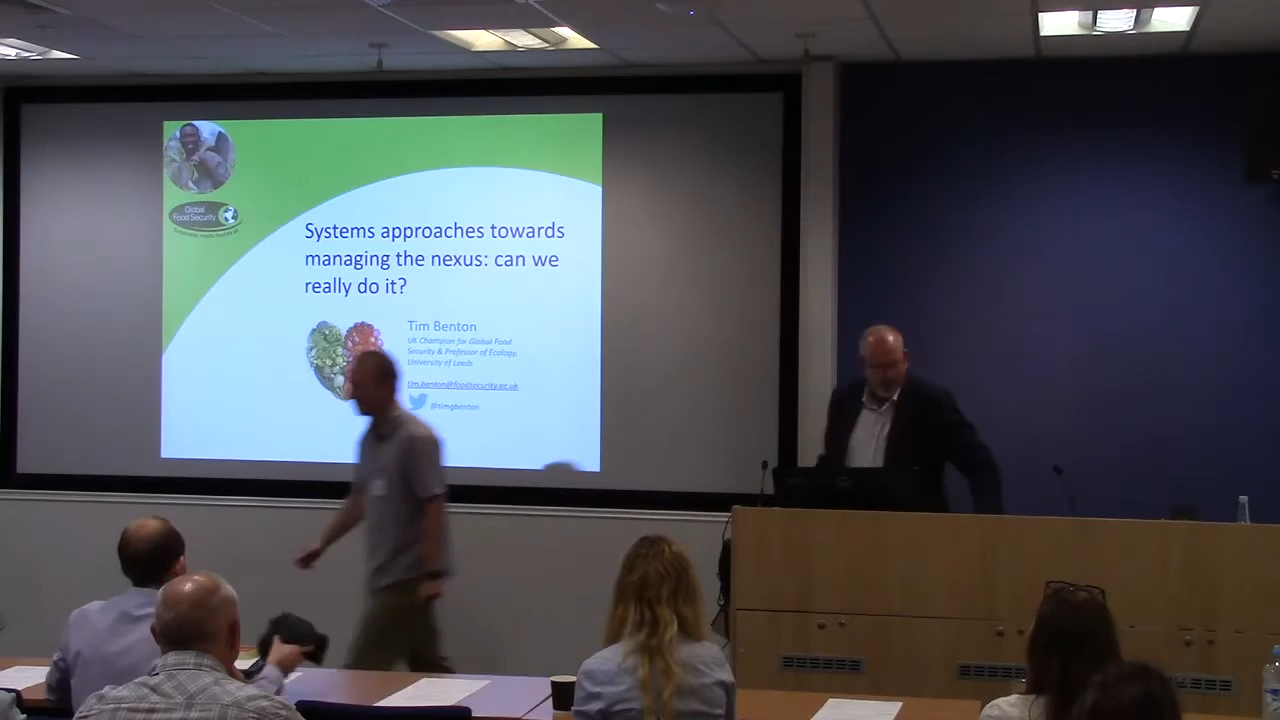 Global
Food Security
Systems approaches towards
managing the nexus: can we
really do it?
Tim Benton
UK Champion for Global Food
Security & Professor of Ecology,
University of Leeds
tim.benton@foodsecurity.ac.uk
@timgbenton